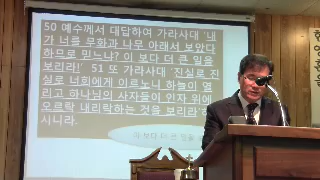 50 예수께서 대답하여 가라사대 '내
가 너를 무화과 나무 아래서 보았다
하므로 믿느냐? 이 보다 더 큰 일을
보리라!' 51 또 가라사대 '진실로 진
실로 너희에게 이르노니 하늘이 열
리고 하나님의 사자들이 인자 위에
오르락 내리락하는 것을 보리라'하
시니라.
보다 더 큰